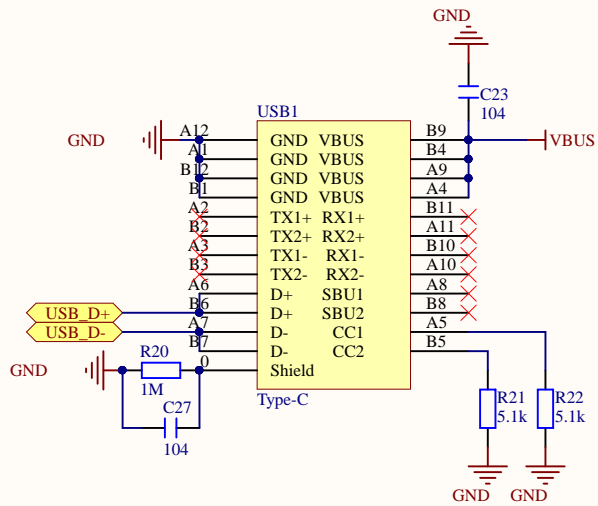 GND
C23
104
USB1
GND A12 GND VBUS B9 VBUS
A1 GND VBUS B4
B12 GND VBUS A9
B1 GND VBUS A4
A2 TX1+ RX1+ B11
B2 TX2+ RX2+ A11
A3 TX1- RX1- B10
B3 TX2- RX2- A10
A6 D+ SBU1 A8
USB_D+ B6 D+ SBU2 B8
USB_D- A7 D- CC1 A5
B7 D- CC2 B5
GND R20 0 Shield
1M
Type-C
R21 R22
5.1k 5.1k
C27
104
GND GND